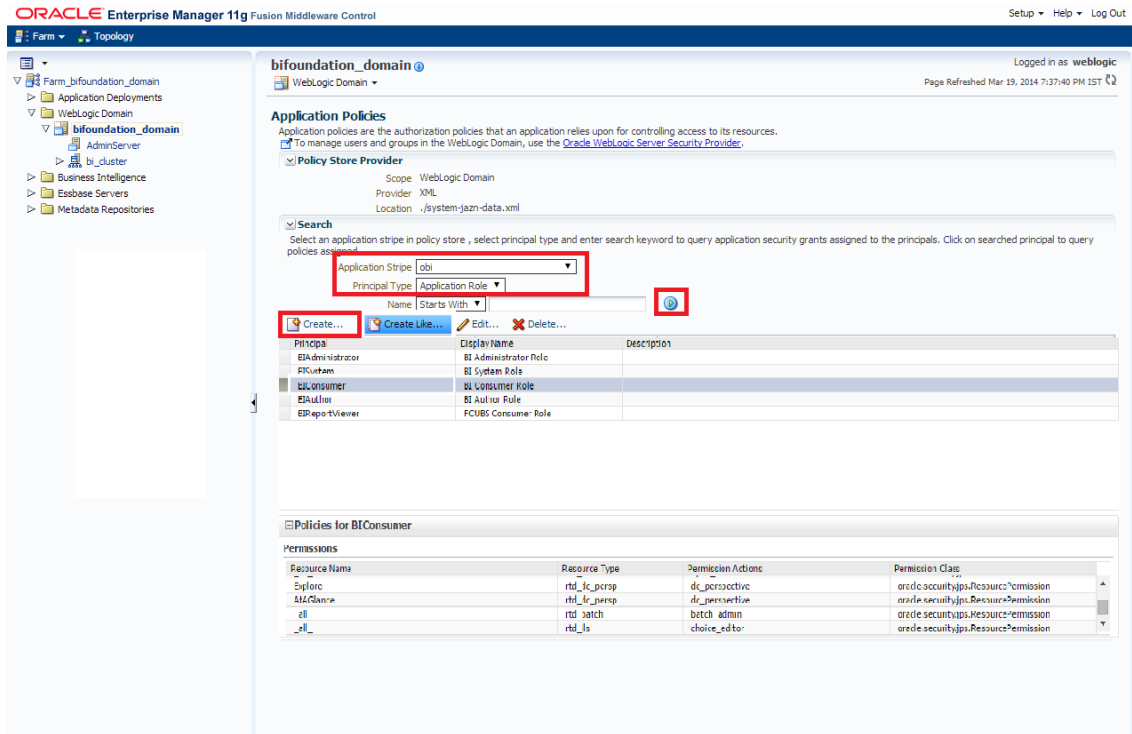 ORACLE Enterprise Manager 11g Fusion Middleware Control
Setup Help Log Out
Farm Topology
Farm_bifoundation_domain
Application Deployments
WebLogic Domain
bifoundation_domain
AdminServer
bi_cluster
Business Intelligence
Essbase Servers
Metadata Repositories
bifoundation_domain
Logged in as weblogic
WebLogic Domain
Page Refreshed Mar 19, 2014 7:37:40 PM IST
Application Policies
Application policies are the authorization policies that an application relies upon for controlling access to its resources.
To manage users and groups in the WebLogic Domain, use the Oracle WebLogic Server Security Provider.
Policy Store Provider
Scope WebLogic Domain
Provider XML
Location ./system-jazn-data.xml
Search
Select an application stripe in policy store , select principal type and enter search keyword to query application security grants assigned to the principals. Click on searched principal to query
policies assigned
Application Stripe obi
Principal Type Application Role
Name Starts With
Create... Create Like... Edit... Delete...
Principal Display Name Description
BIAdministrator BI Administrator Role
BISystem BI System Role
BIConsumer BI Consumer Role
BIAuthor BI Author Role
BIReportViewer FCUBS Consumer Role
Policies for BIConsumer
Permissions
Resource Name Resource Type Permission Actions Permission Class
Explore rtd_dc_persp dc_perspective oracle.security.jps.ResourcePermission
AtAGlance rtd_dc_persp dc_perspective oracle.security.jps.ResourcePermission
_all_ rtd_batch batch_admin oracle.security.jps.ResourcePermission
_all_ rtd_ils choice_editor oracle.security.jps.ResourcePermission